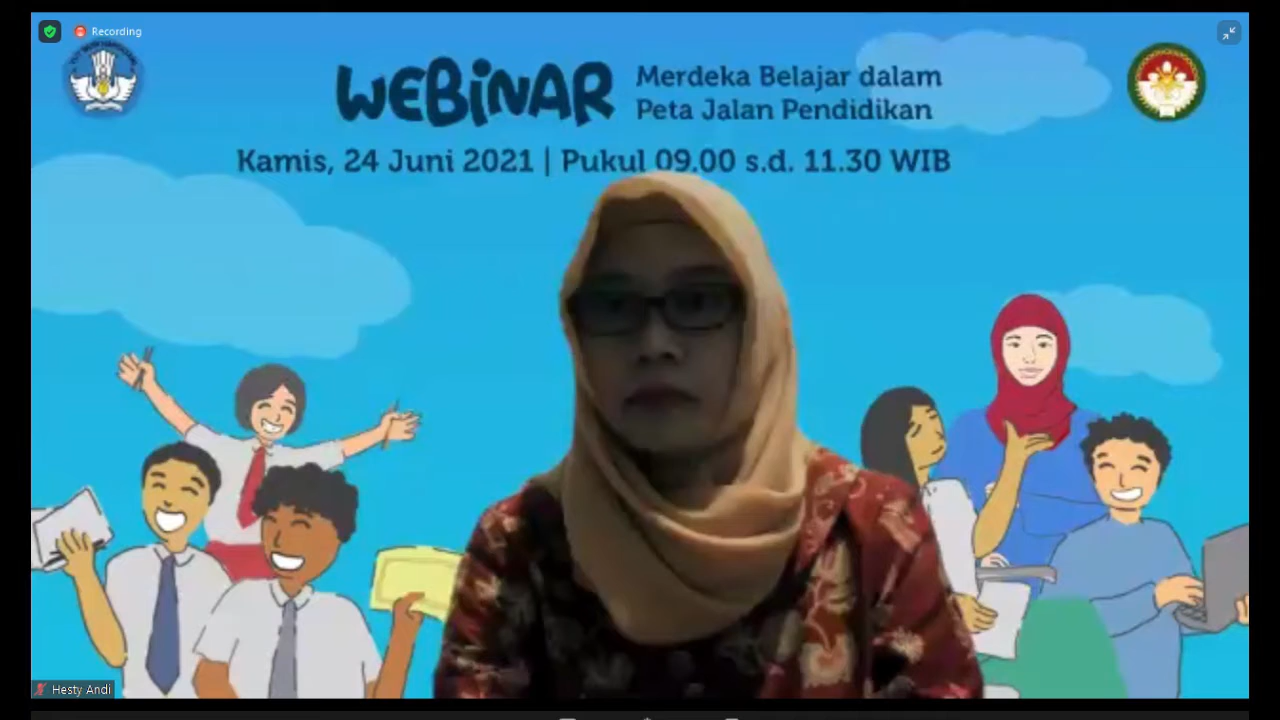 Recording
WEBiNAR
Merdeka Belajar dalam
Peta Jalan Pendidikan
Kamis, 24 Juni 2021 | Pukul 09.00 s.d. 11.30 WIB
Hesty Andi